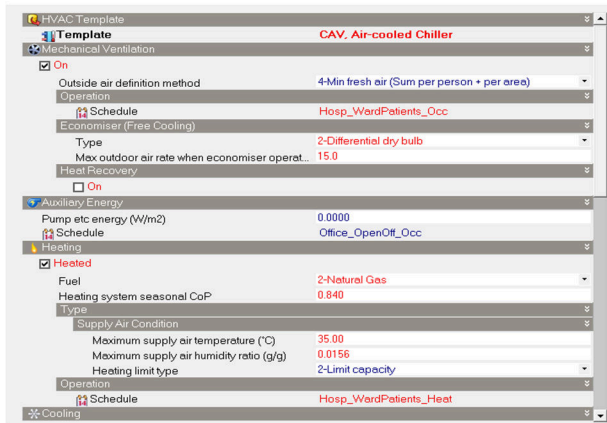 HVAC Template
Template CAV, Air-cooled Chiller
Mechanical Ventilation
On
Outside air definition method 4-Min fresh air (Sum per person + per area)
Operation
Schedule Hosp_WardPatients_Occ
Economiser (Free Cooling)
Type 2-Differential dry bulb
Max outdoor air rate when economiser operat... 15.0
Heat Recovery
On
Auxiliary Energy
Pump etc energy (W/m2) 0.0000
Schedule Office_OpenOff_Occ
Heating
Heated
Fuel 2-Natural Gas
Heating system seasonal CoP 0.840
Type
Supply Air Condition
Maximum supply air temperature (°C) 35.00
Maximum supply air humidity ratio (g/g) 0.0156
Heating limit type 2-Limit capacity
Operation
Schedule Hosp_WardPatients_Heat
Cooling